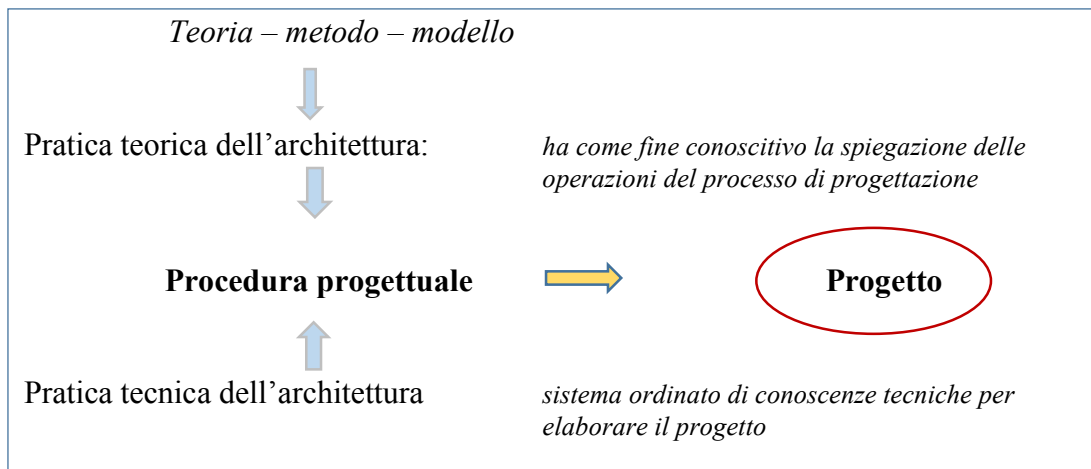 Teoria – metodo – modello
Pratica teorica dell’architettura:
ha come fine conoscitivo la spiegazione delle
operazioni del processo di progettazione
Procedura progettuale
Progetto
Pratica tecnica dell’architettura
sistema ordinato di conoscenze tecniche per
elaborare il progetto